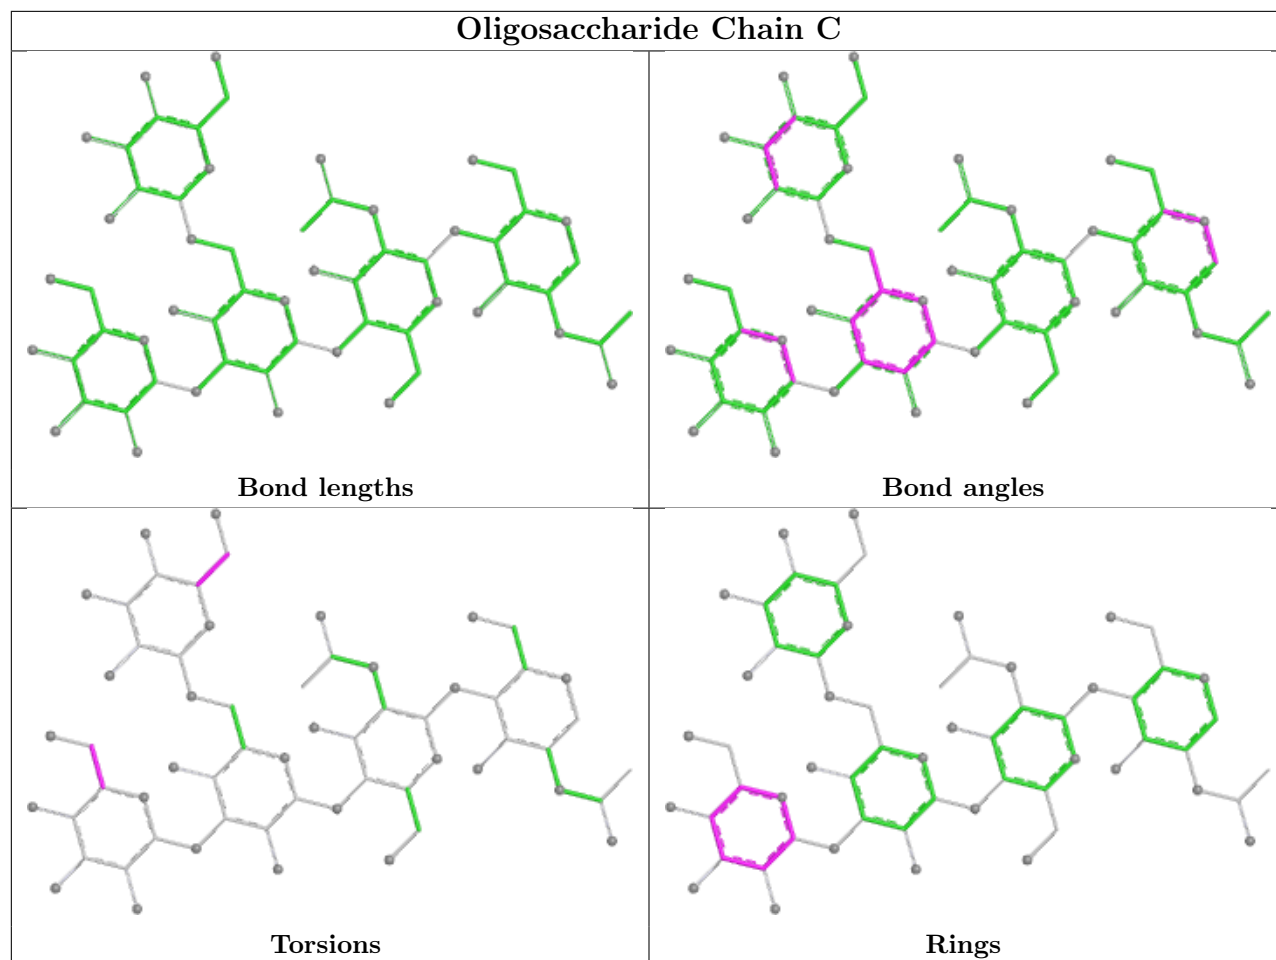 Oligosaccharide Chain C
Bond lengths
Bond angles
Torsions
Rings